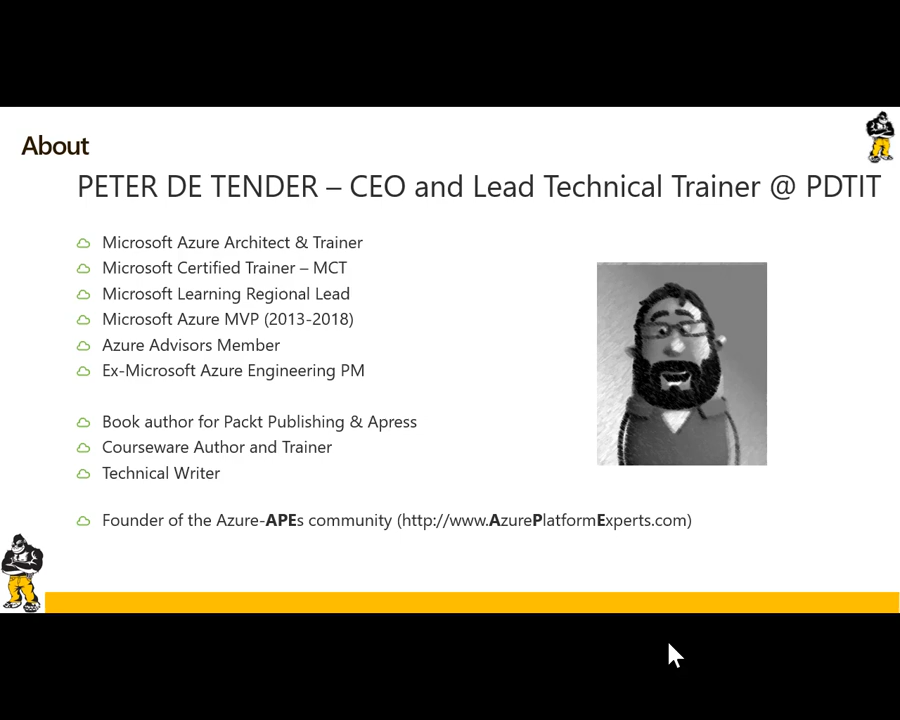 About
PETER DE TENDER – CEO and Lead Technical Trainer @ PDTIT
Microsoft Azure Architect & Trainer
Microsoft Certified Trainer – MCT
Microsoft Learning Regional Lead
Microsoft Azure MVP (2013-2018)
Azure Advisors Member
Ex-Microsoft Azure Engineering PM
Book author for Packt Publishing & Apress
Courseware Author and Trainer
Technical Writer
Founder of the Azure-APEs community (http://www.AzurePlatformExperts.com)